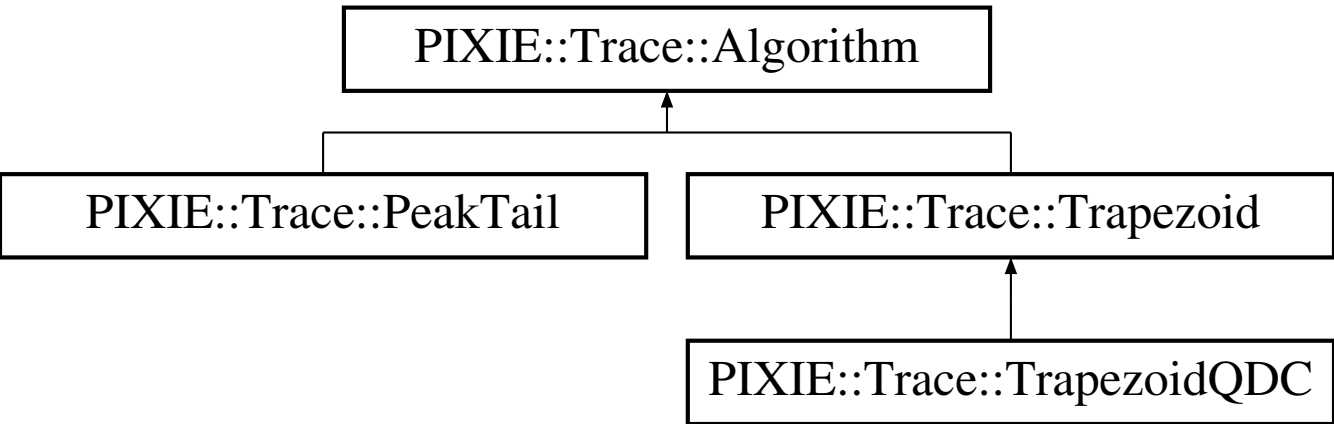 PIXIE::Trace::Algorithm
PIXIE::Trace::PeakTail
PIXIE::Trace::Trapezoid
PIXIE::Trace::TrapezoidQDC